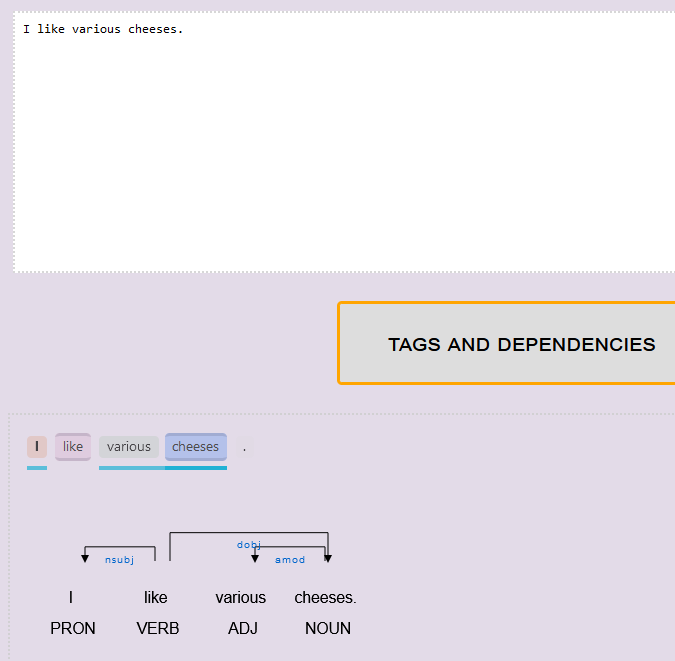 I like various cheeses.
TAGS AND DEPENDENCIES
I like various cheeses .
dobj
nsubj amod
I like various cheeses.
PRON VERB ADJ NOUN